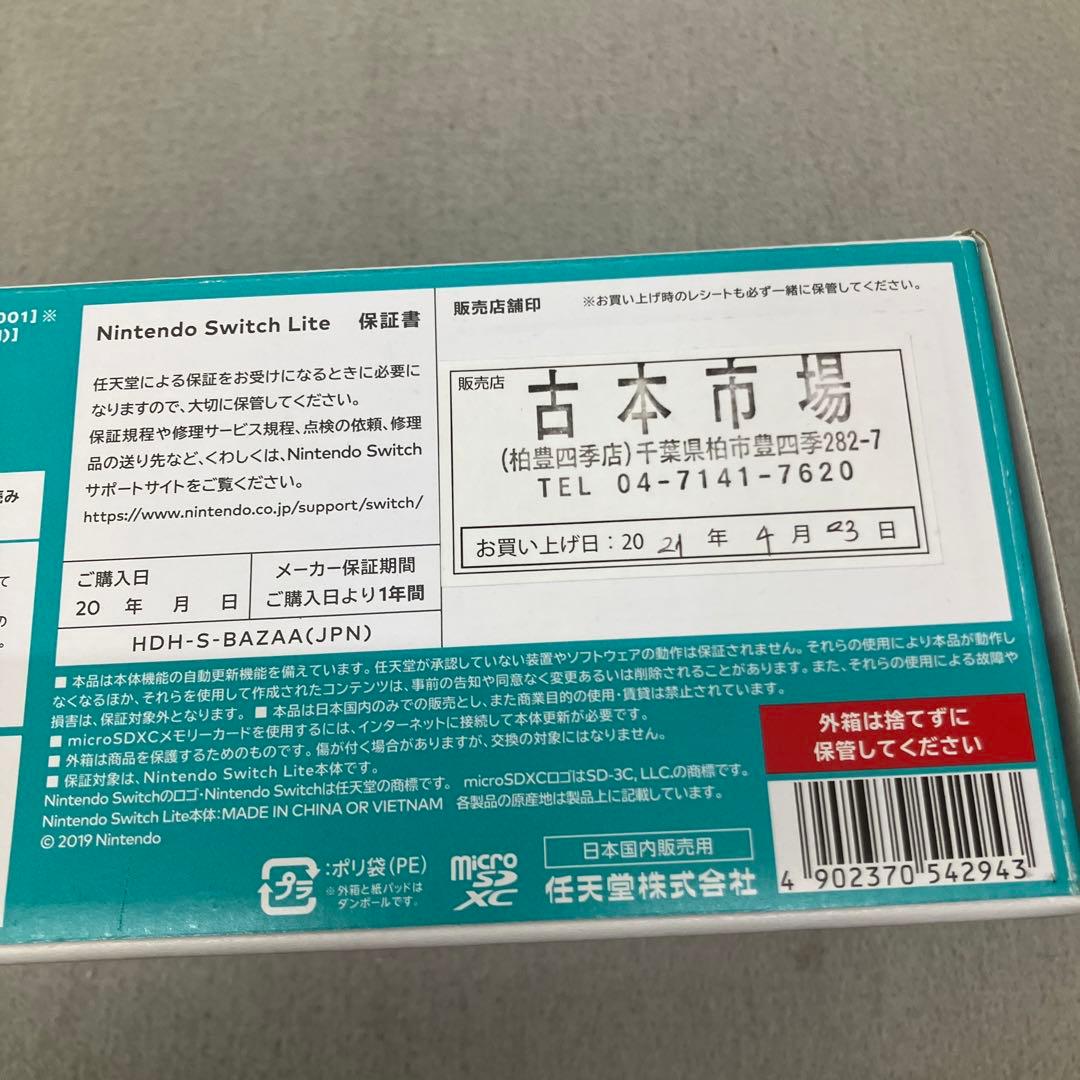 001]※
)]
Nintendo Switch Lite 保証書
任天堂による保証をお受けになるときに必要に
なりますので、大切に保管してください。
保証規程や修理サービス規程、点検の依頼、修理
品の送り先など、くわしくは、Nintendo Switch
サポートサイトをご覧ください。
https://www.nintendo.co.jp/support/switch/
ご購入日
20 年 月 日
メーカー保証期間
ご購入日より1年間
HDH-S-BAZAA(JPN)
販売店舗印 ※お買い上げ時のレシートも必ず一緒に保管してください。
販売店
古本市場
(柏豊四季店)千葉県柏市豊四季282-7
TEL 04-7141-7620
お買い上げ日:20 21 年 4 月 23 日
■ 本品は本体機能の自動更新機能を備えています。任天堂が承認していない装置やソフトウェアの動作は保証されません。それらの使用により本品が動作し
なくなるほか、それらを使用して作成されたコンテンツは、事前の告知や同意なく変更あるいは削除されることがあります。また、それらの使用による故障や
損害は、保証対象外となります。 ■ 本品は日本国内のみでの販売とし、また商業目的の使用・賃貸は禁止されています。
■ microSDXCメモリーカードを使用するには、インターネットに接続して本体更新が必要です。
■ 外箱は商品を保護するためのものです。傷が付く場合がありますが、交換の対象にはなりません。
■ 保証対象は、Nintendo Switch Lite本体です。
Nintendo Switchのロゴ・Nintendo Switchは任天堂の商標です。 microSDXCロゴはSD-3C, LLC.の商標です。
Nintendo Switch Lite本体:MADE IN CHINA OR VIETNAM 各製品の原産地は製品上に記載しています。
© 2019 Nintendo
外箱は捨てずに
保管してください
プラ
:ポリ袋(PE)
※外箱と紙パッドは
ダンボールです。
micro
SD
XC
日本国内販売用
任天堂株式会社
4 902370 542943